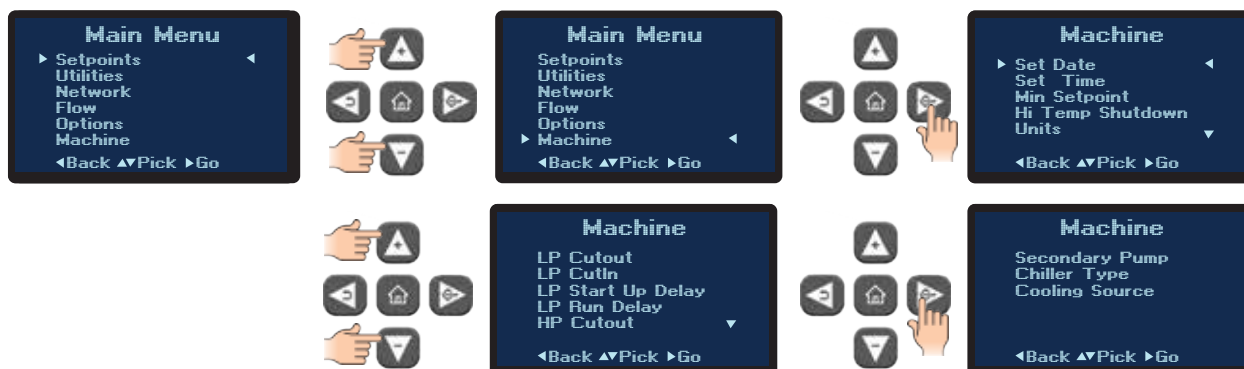 Main Menu
Setpoints
Utilities
Network
Flow
Options
Machine
◀Back ▲▼Pick ▶Go
Main Menu
Setpoints
Utilities
Network
Flow
Options
Machine
◀Back ▲▼Pick ▶Go
Machine
Set Date
Set Time
Min Setpoint
Hi Temp Shutdown
Units
◀Back ▲▼Pick ▶Go
Machine
LP Cutout
LP CutIn
LP Start Up Delay
LP Run Delay
HP Cutout
◀Back ▲▼Pick ▶Go
Machine
Secondary Pump
Chiller Type
Cooling Source
◀Back ▲▼Pick ▶Go